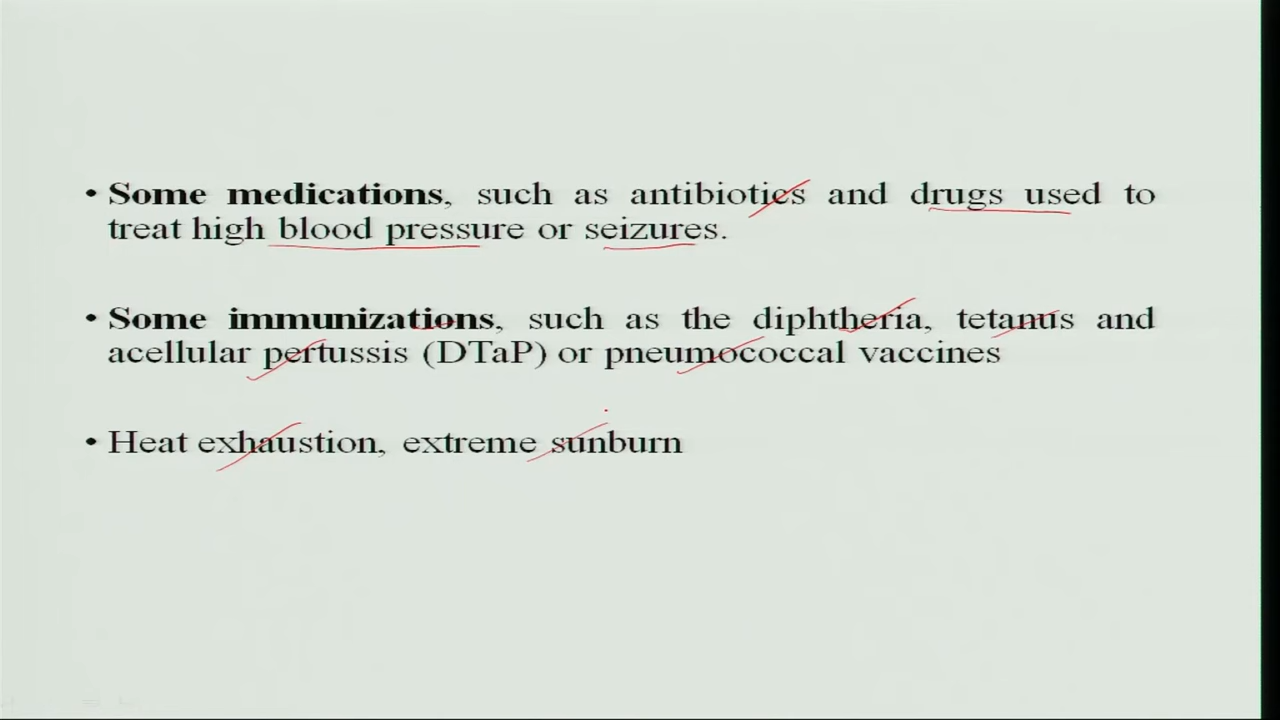 • Some medications, such as antibiotics and drugs used to
treat high blood pressure or seizures.
• Some immunizations, such as the diphtheria, tetanus and
acellular pertussis (DTaP) or pneumococcal vaccines
• Heat exhaustion, extreme sunburn